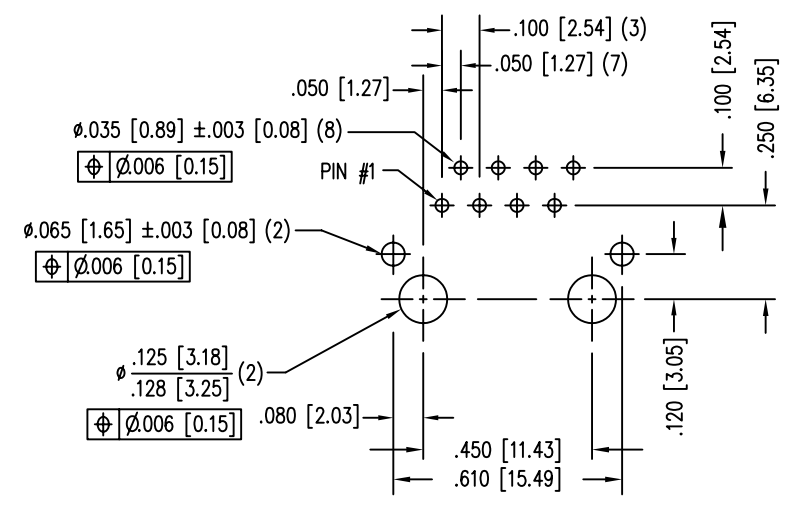 .100 [2.54] (3)
.050 [1.27] (7)
.050 [1.27]
.100 [2.54]
.250 [6.35]
ø.035 [0.89] ±.003 [0.08] (8)
⌖ Ø.006 [0.15]
PIN #1
ø.065 [1.65] ±.003 [0.08] (2)
⌖ Ø.006 [0.15]
ø .125 [3.18]
.128 [3.25] (2)
⌖ Ø.006 [0.15]
.080 [2.03]
.120 [3.05]
.450 [11.43]
.610 [15.49]